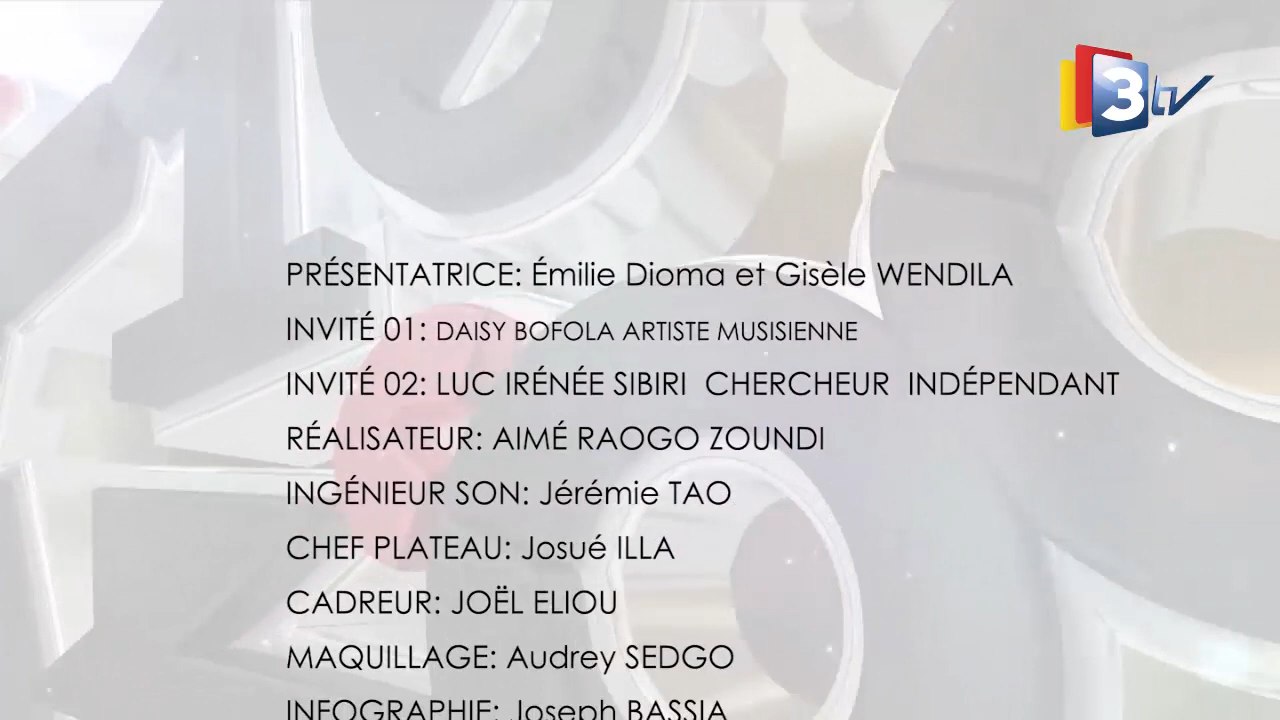 3tv
PRÉSENTATRICE: Émilie Dioma et Gisèle WENDILA
INVITÉ 01: DAISY BOFOLA ARTISTE MUSISIENNE
INVITÉ 02: LUC IRÉNÉE SIBIRI CHERCHEUR INDÉPENDANT
RÉALISATEUR: AIMÉ RAOGO ZOUNDI
INGÉNIEUR SON: Jérémie TAO
CHEF PLATEAU: Josué ILLA
CADREUR: JOËL ELIOU
MAQUILLAGE: Audrey SEDGO
INFOGRAPHIE: Joseph BASSIA